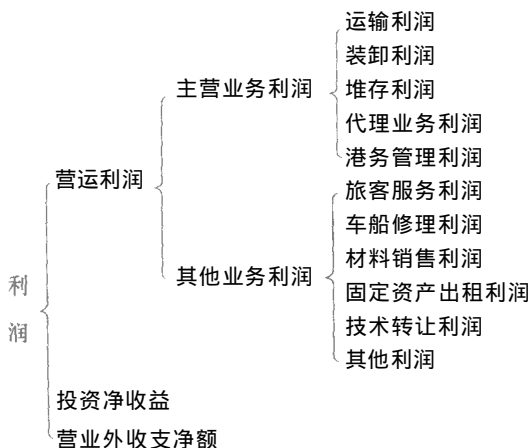 利润
营运利润
主营业务利润
运输利润
装卸利润
堆存利润
代理业务利润
港务管理利润
其他业务利润
旅客服务利润
车船修理利润
材料销售利润
固定资产出租利润
技术转让利润
其他利润
投资净收益
营业外收支净额